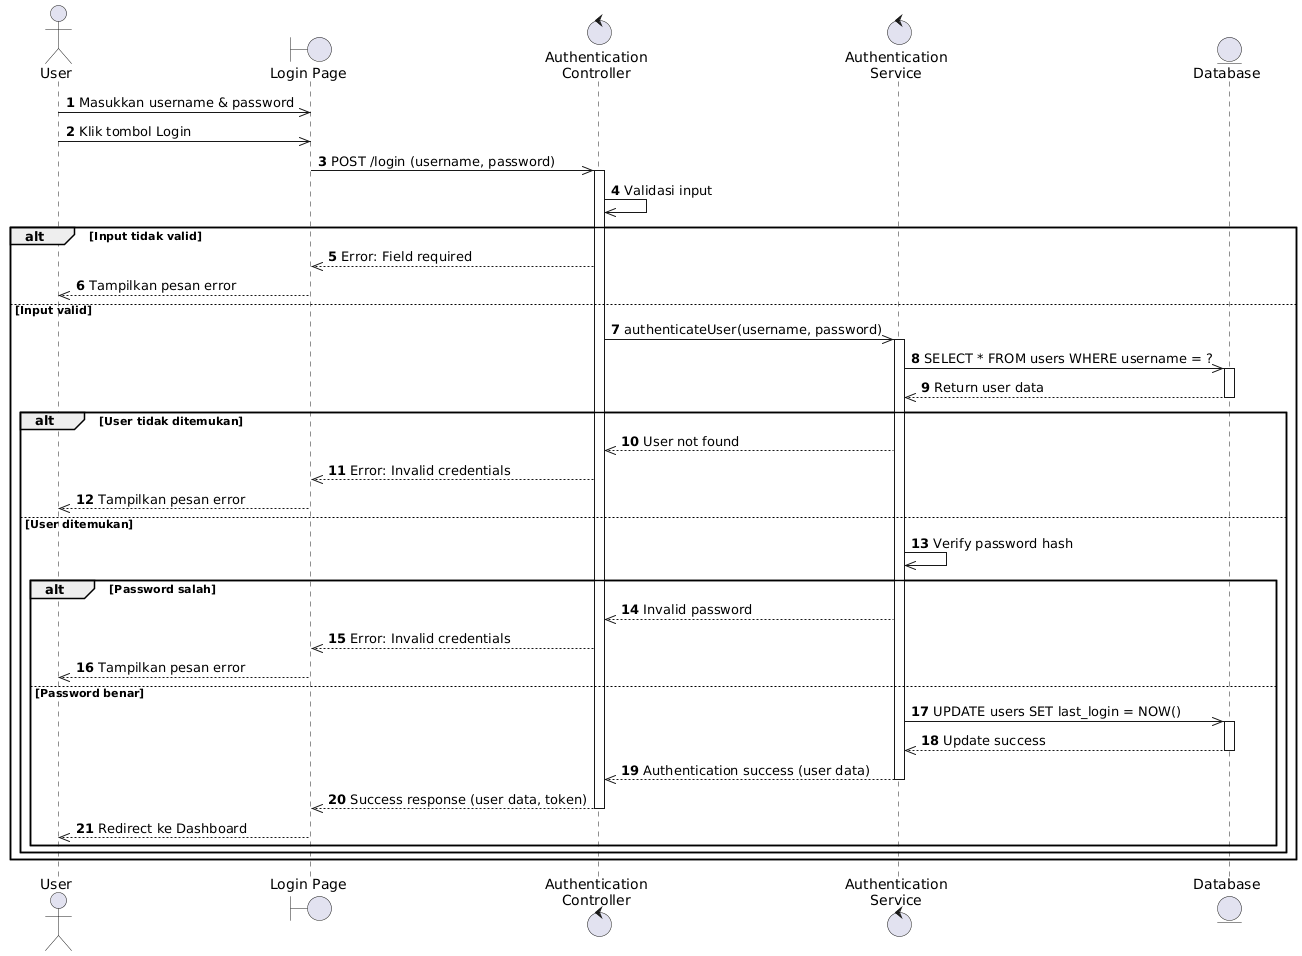 User
Login Page
Authentication
Controller
Authentication
Service
Database
1 Masukkan username & password
2 Klik tombol Login
3 POST /login (username, password)
4 Validasi input
alt [Input tidak valid]
5 Error: Field required
6 Tampilkan pesan error
[Input valid]
7 authenticateUser(username, password)
8 SELECT * FROM users WHERE username = ?
9 Return user data
alt [User tidak ditemukan]
10 User not found
11 Error: Invalid credentials
12 Tampilkan pesan error
[User ditemukan]
13 Verify password hash
alt [Password salah]
14 Invalid password
15 Error: Invalid credentials
16 Tampilkan pesan error
[Password benar]
17 UPDATE users SET last_login = NOW()
18 Update success
19 Authentication success (user data)
20 Success response (user data, token)
21 Redirect ke Dashboard
User
Login Page
Authentication
Controller
Authentication
Service
Database